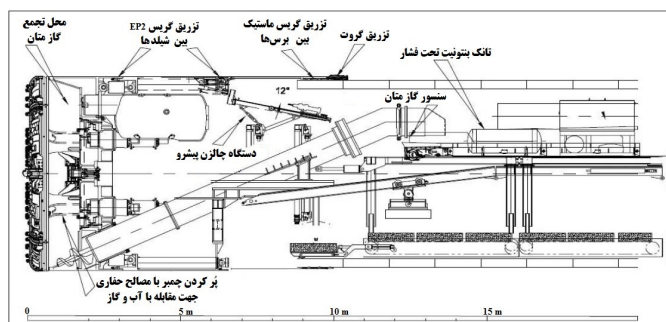 محل تجمع
گاز متان
تزریق گریس EP2
بین شیلدها
تزریق گریس ماستیک
بین برس‌ها
تزریق گروت
تانک بنتونیت تحت فشار
12°
سنسور گاز متان
دستگاه چالزن پیشرو
پُر کردن چمبر با مصالح حفاری
جهت مقابله با آب و گاز
0 5 m 10 m 15 m